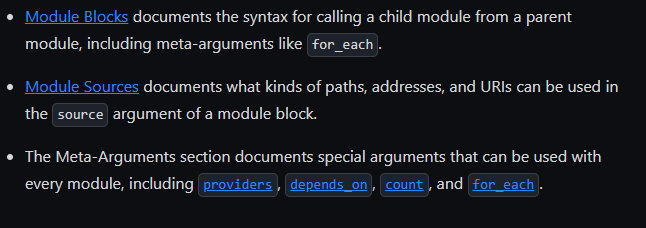 Module Blocks documents the syntax for calling a child module from a parent
module, including meta-arguments like for_each.
Module Sources documents what kinds of paths, addresses, and URIs can be used in
the source argument of a module block.
The Meta-Arguments section documents special arguments that can be used with
every module, including providers, depends_on, count, and for_each.